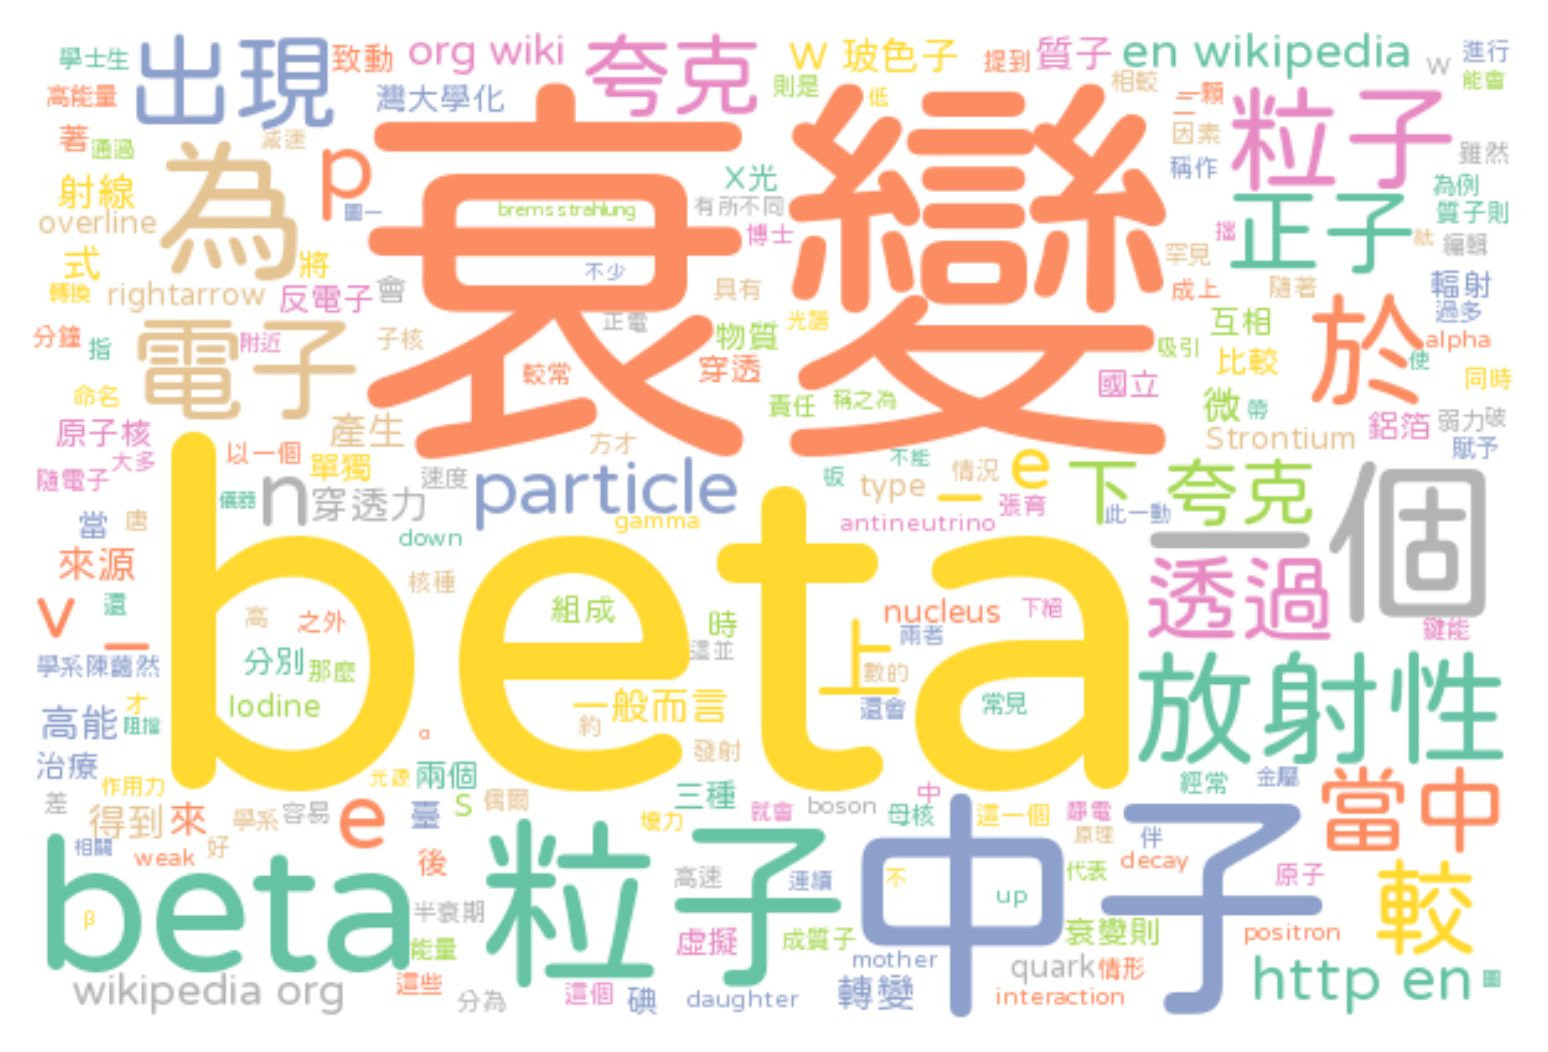 學士生
出現
致動
org wiki
夸克
W 玻色子
提到
質子
en wikipedia
w
進行
高能量
灣大學化
則是
低
相較
二顆
能會
著
通過
減速
p
圖一
衰變
因素
稱作
粒子
雖然
射線
overline
為
X光
有所不同
bremsstrahlung
博士
正子
為例
質子則
擋
紙
編輯
式
將
轉換
rightarrow
反電子
會
不少
具有
罕見
成上
隨著
輻射
過多
分鐘
指
電子
附近
子核
正電
物質
光譜
互相
吸引
比較
於
alpha
使
命名
較常
穿透
責任
稱之為
國立
微
帶
同時
原子核
產生
方才
Strontium
鋁箔
弱力破
賦予
大多
隨電子
以一個
單獨
儀器
n
穿透力
速度
particle
gamma
鈑
不能
type
情況
e
下_夸克
此一動
張育
antineutrino
個
當
唐
down
來源
核種
beta
透過
v_
還
高
之外
組成
時
nucleus
下絕
兩者
鍵能
學系陳藹然
分別
那麼
這並
上_
數的
還會
放射性
Iodine
一般而言
約
常見
高能
才
阻擋
α
發射
治療
作用力
光源
兩個
經常
金屬
差
得到
來
學系
容易
e
臺
s
偶爾
三種
壞力
就會
boson
中
母核
這一個
靜電
原理
伴
當中
beta粒子
相關
weak
好
後
高速
連續
中子
不
up
代表
decay
原子
較
β
半衰期
能量
虛擬
成質子
衰變則
positron
wikipedia org
這些
分為
這個
碘
daughter
mother
轉變
quark
情形
interaction
http en
圖